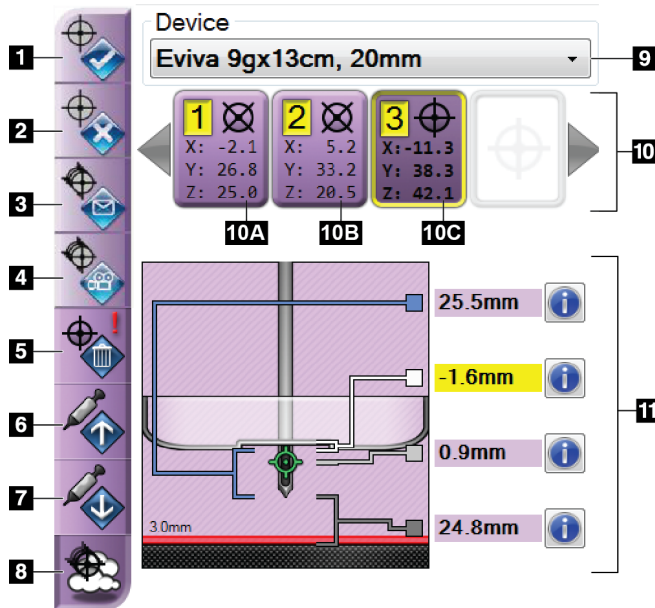 Device
1
Eviva 9gx13cm, 20mm
9
2
1
2
3
X: -2.1
X: 5.2
X:-11.3
Y: 26.8
Y: 33.2
Y: 38.3
Z: 25.0
Z: 20.5
Z: 42.1
10
3
10A
10B
10C
4
25.5mm
i
5
!
-1.6mm
i
11
6
0.9mm
i
7
24.8mm
i
3.0mm
8